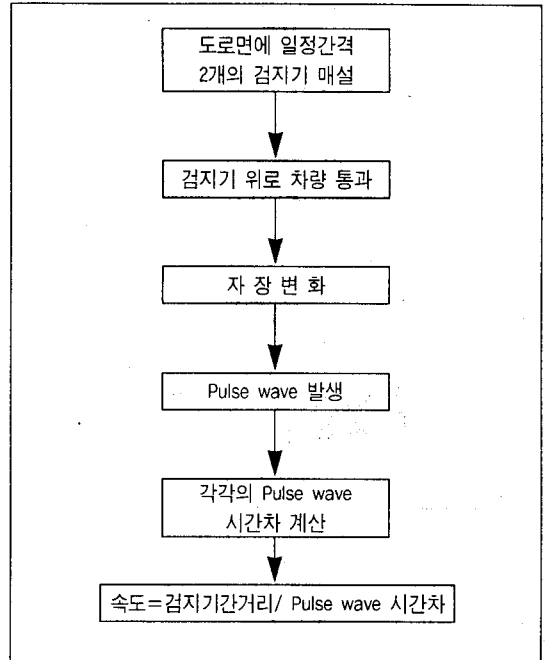 도로면에 일정간격
2개의 검지기 매설
검지기 위로 차량 통과
자 장 변 화
Pulse wave 발생
각각의 Pulse wave
시간차 계산
속도=검지기간거리/ Pulse wave 시간차